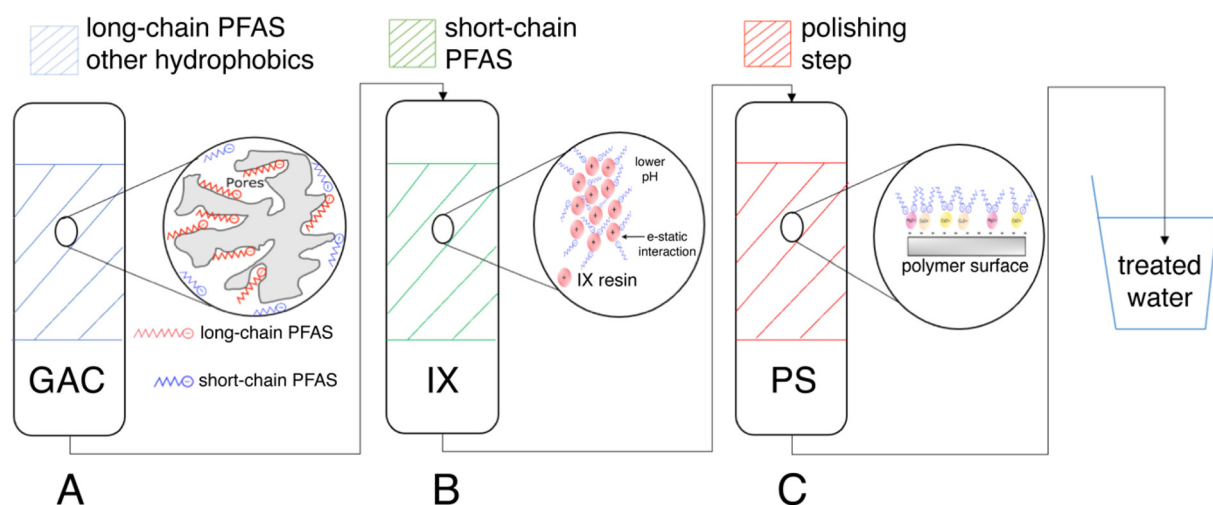 long-chain PFAS
other hydrophobics
short-chain
PFAS
polishing
step
Pores
lower
pH
e-static
interaction
IX resin
polymer surface
treated
water
long-chain PFAS
short-chain PFAS
GAC
IX
PS
A
B
C